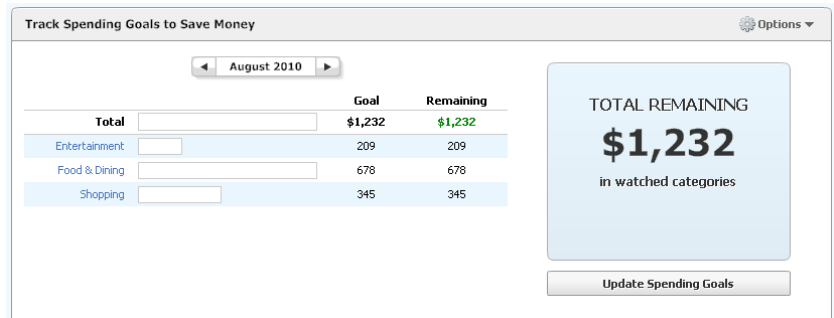 Track Spending Goals to Save Money
Options
August 2010
Goal Remaining
Total $1,232 $1,232
Entertainment 209 209
Food & Dining 678 678
Shopping 345 345
TOTAL REMAINING
$1,232
in watched categories
Update Spending Goals